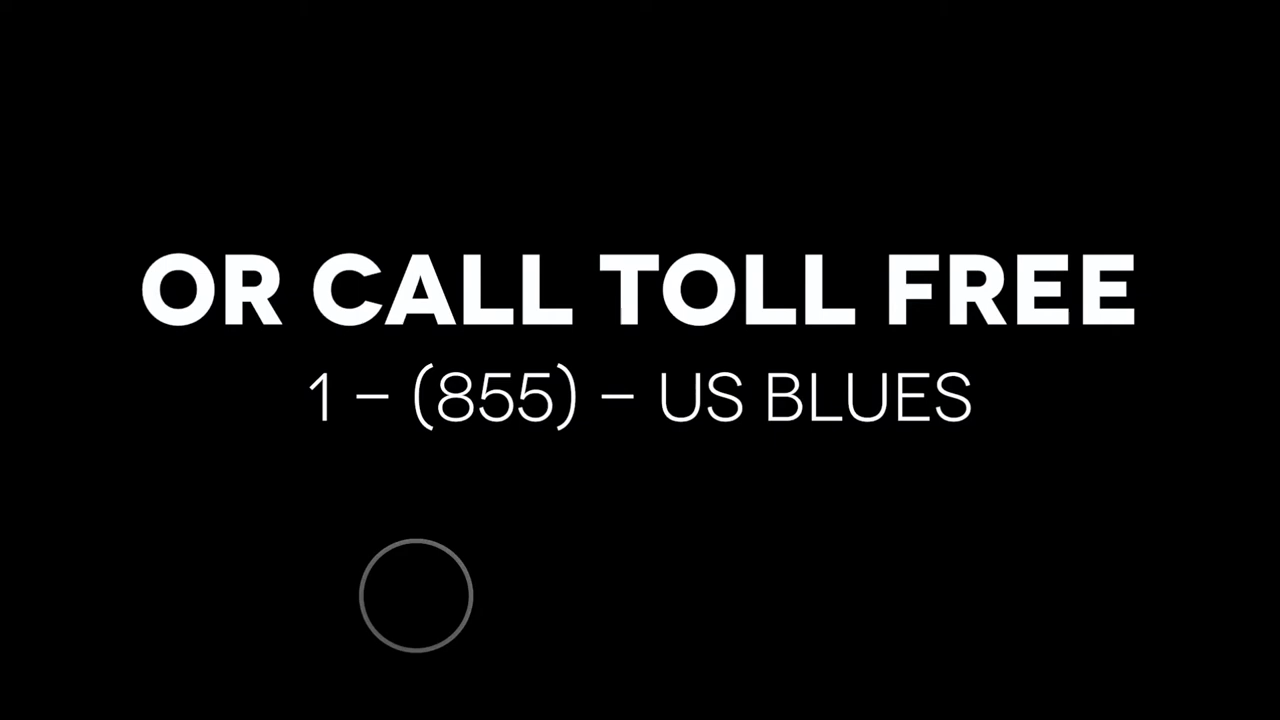 OR CALL TOLL FREE
1 – (855) – US BLUES